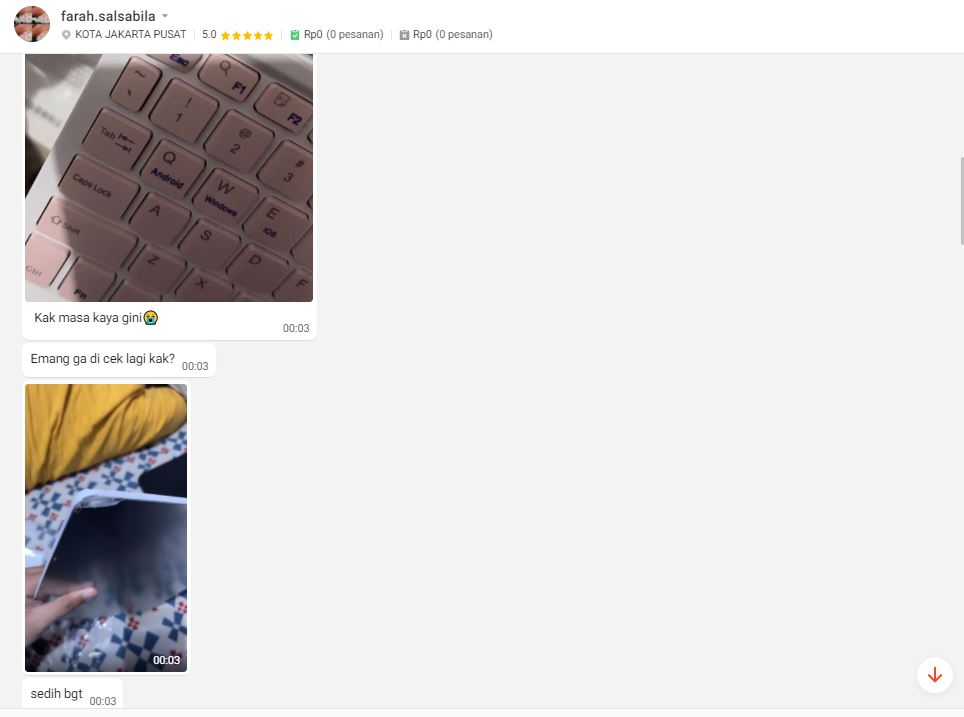 farah.salsabila
KOTA JAKARTA PUSAT
5.0
Rp0 (0 pesanan)
Rp0 (0 pesanan)
Esc
~
F1
F2
!
1
@
2
#
3
Tab
Q
Android
W
Windows
E
iOS
Caps Lock
A
S
D
F
Shift
Z
X
Ctrl
Fn
Kak masa kaya gini😭
00:03
Emang ga di cek lagi kak?
00:03
00:03
sedih bgt
00:03